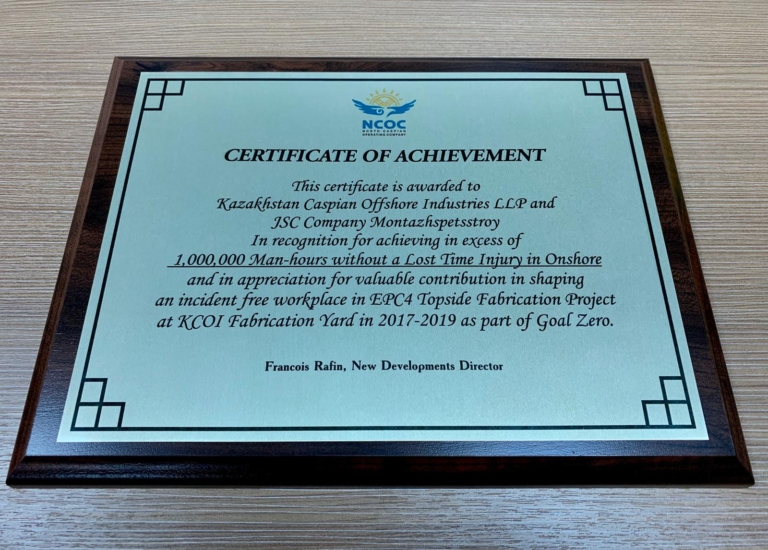 NCOC
NORTH CASPIAN
OPERATING COMPANY
CERTIFICATE OF ACHIEVEMENT
This certificate is awarded to
Kazakhstan Caspian Offshore Industries LLP and
JSC Company Montazhspetsstroy
In recognition for achieving in excess of
1,000,000 Man-hours without a Lost Time Injury in Onshore
and in appreciation for valuable contribution in shaping
an incident free workplace in EPC4 Topside Fabrication Project
at KCOI Fabrication Yard in 2017-2019 as part of Goal Zero.
Francois Rafin, New Developments Director